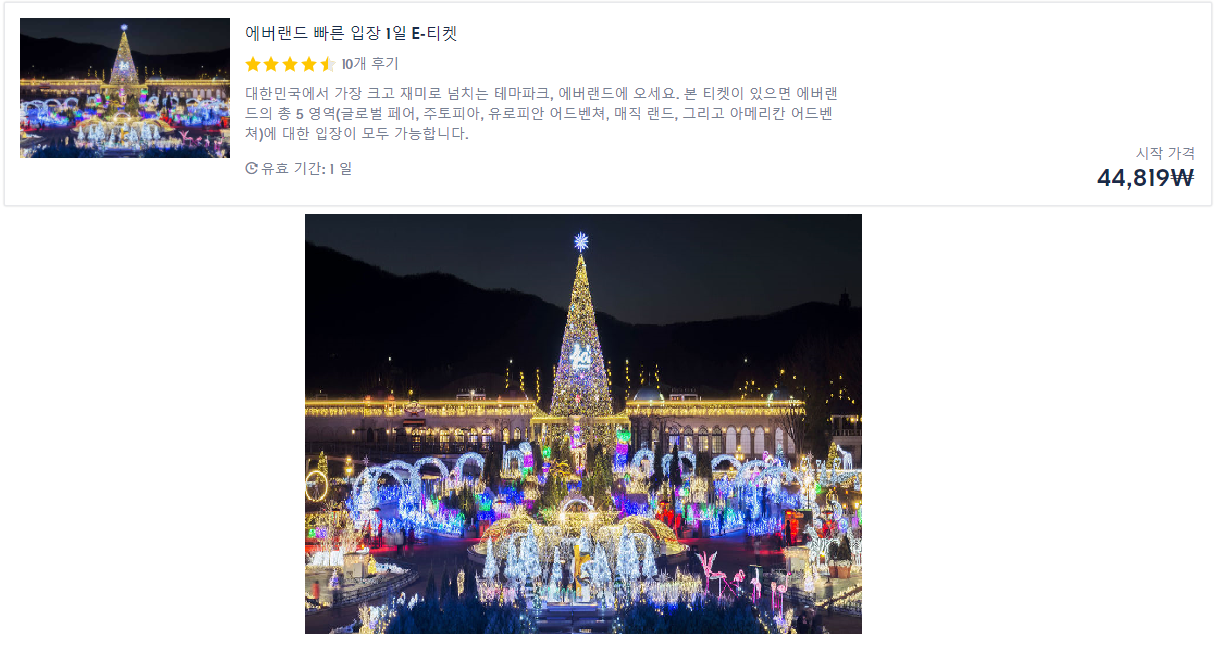 에버랜드 빠른 입장 1일 E-티켓
10개 후기
대한민국에서 가장 크고 재미로 넘치는 테마파크, 에버랜드에 오세요. 본 티켓이 있으면 에버랜
드의 총 5 영역(글로벌 페어, 주토피아, 유로피안 어드벤쳐, 매직 랜드, 그리고 아메리칸 어드벤
쳐)에 대한 입장이 모두 가능합니다.
유효 기간: 1 일
시작 가격
44,819₩